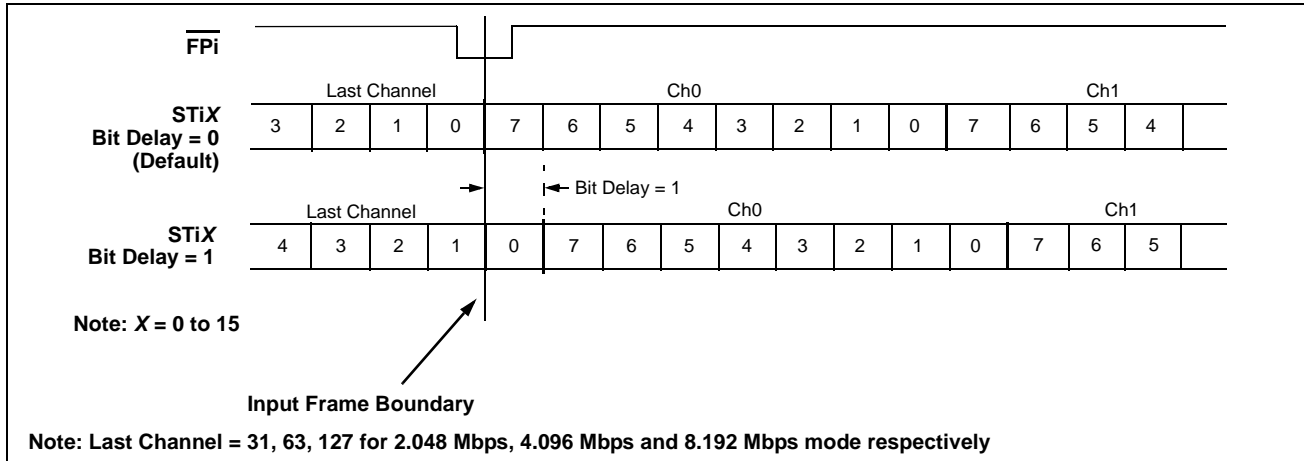 FPi
Last Channel Ch0 Ch1
STiX
Bit Delay = 0
(Default)
3 2 1 0 7 6 5 4 3 2 1 0 7 6 5 4
Bit Delay = 1
Last Channel Ch0 Ch1
STiX
Bit Delay = 1
4 3 2 1 0 7 6 5 4 3 2 1 0 7 6 5
Note: X = 0 to 15
Input Frame Boundary
Note: Last Channel = 31, 63, 127 for 2.048 Mbps, 4.096 Mbps and 8.192 Mbps mode respectively